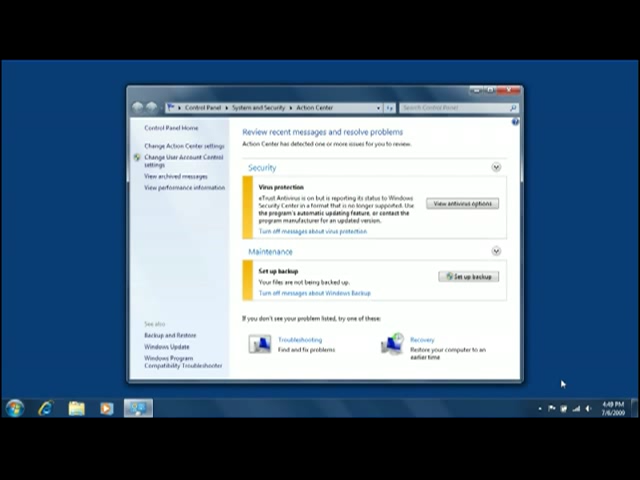 Control Panel
System and Security
Action Center
Search Control Panel
Control Panel Home
Change Action Center settings
Change User Account Control
settings
View archived messages
View performance information
Review recent messages and resolve problems
Action Center has detected one or more issues for you to review.
Security
Virus protection
eTrust Antivirus is on but is reporting its status to Windows
Security Center in a format that is no longer supported. Use
the program's automatic updating feature, or contact the
program manufacturer for an updated version.
View antivirus options
Turn off messages about virus protection
Maintenance
Set up backup
Your files are not being backed up.
Set up backup
Turn off messages about Windows Backup
If you don't see your problem listed, try one of these:
Troubleshooting
Find and fix problems
Recovery
Restore your computer to an
earlier time
See also
Backup and Restore
Windows Update
Windows Program
Compatibility Troubleshooter
4:49 PM
7/6/2009